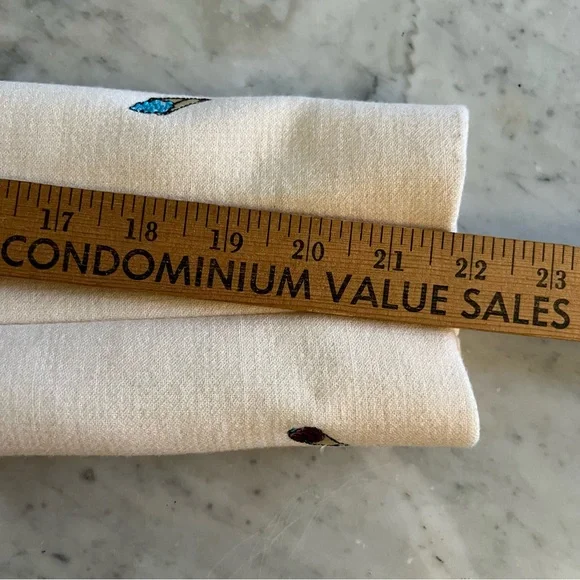 17 18 19 20 21 22 23
CONDOMINIUM VALUE SALES